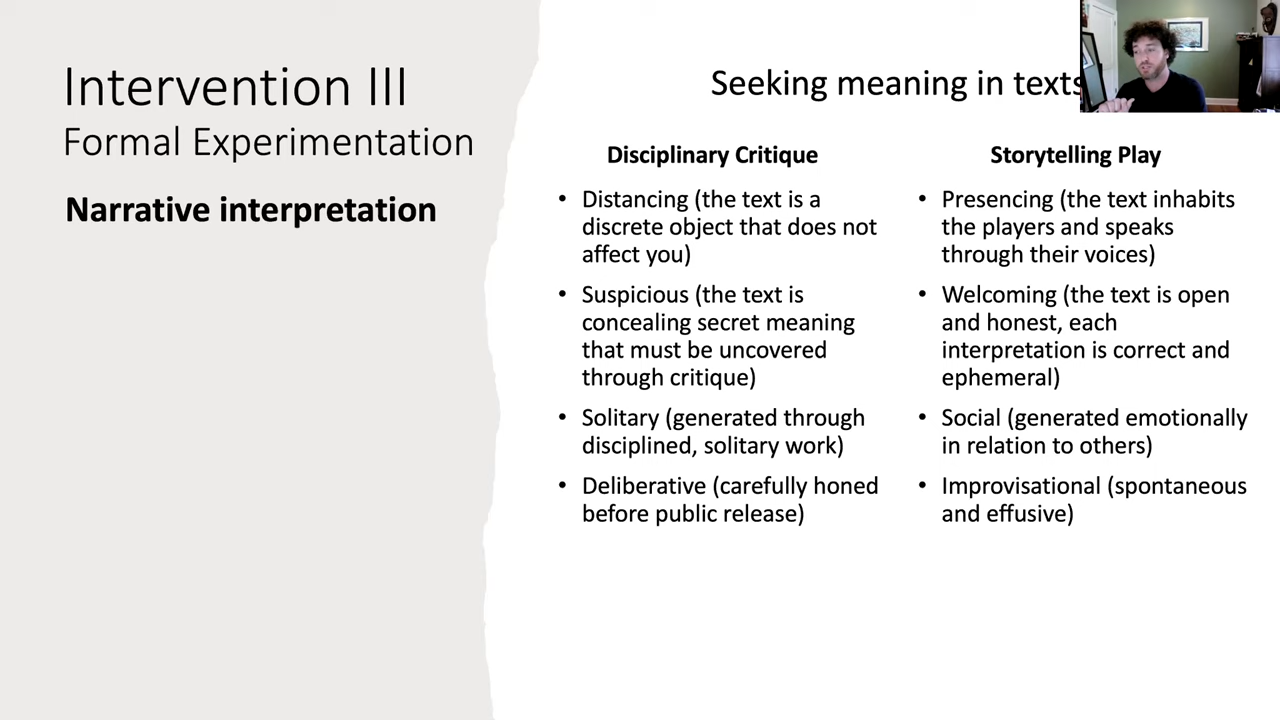 Intervention III
Formal Experimentation
Narrative interpretation
Seeking meaning in texts
Disciplinary Critique
• Distancing (the text is a
discrete object that does not
affect you)
• Suspicious (the text is
concealing secret meaning
that must be uncovered
through critique)
• Solitary (generated through
disciplined, solitary work)
• Deliberative (carefully honed
before public release)
Storytelling Play
• Presencing (the text inhabits
the players and speaks
through their voices)
• Welcoming (the text is open
and honest, each
interpretation is correct and
ephemeral)
• Social (generated emotionally
in relation to others)
• Improvisational (spontaneous
and effusive)